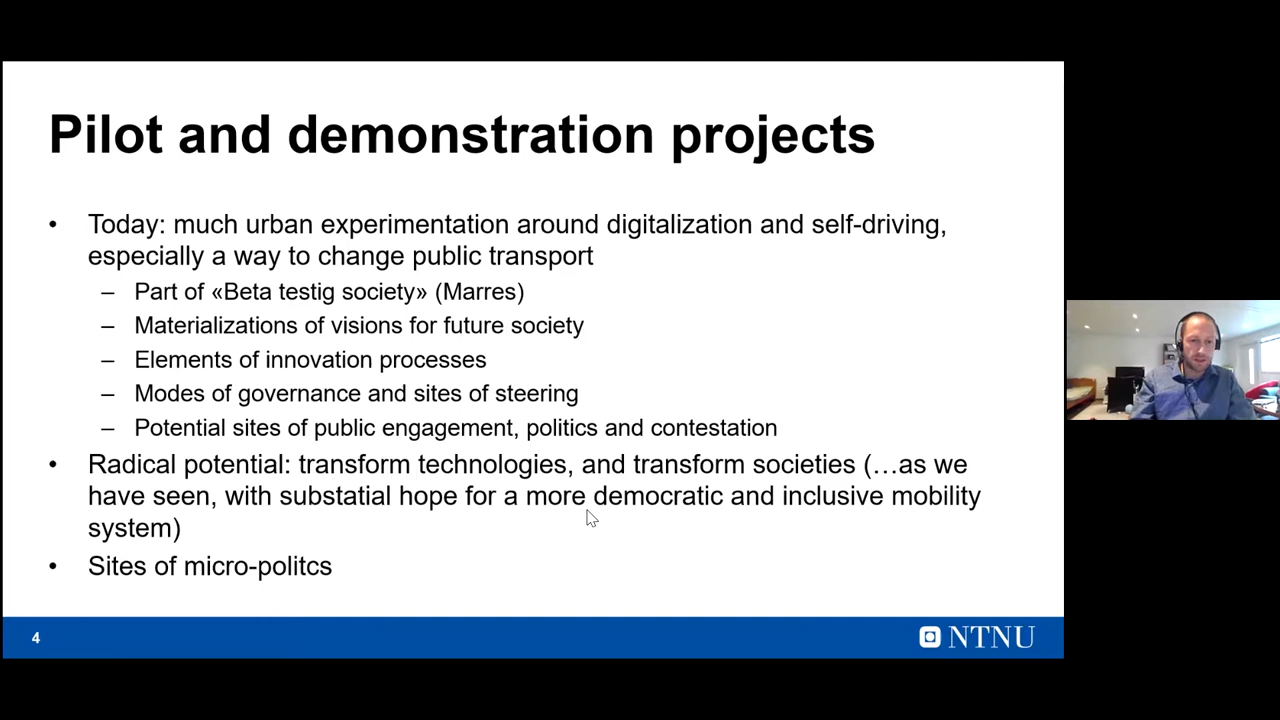 Pilot and demonstration projects
• Today: much urban experimentation around digitalization and self-driving,
especially a way to change public transport
– Part of «Beta testig society» (Marres)
– Materializations of visions for future society
– Elements of innovation processes
– Modes of governance and sites of steering
– Potential sites of public engagement, politics and contestation
• Radical potential: transform technologies, and transform societies (…as we
have seen, with substatial hope for a more democratic and inclusive mobility
system)
• Sites of micro-politcs
4
NTNU